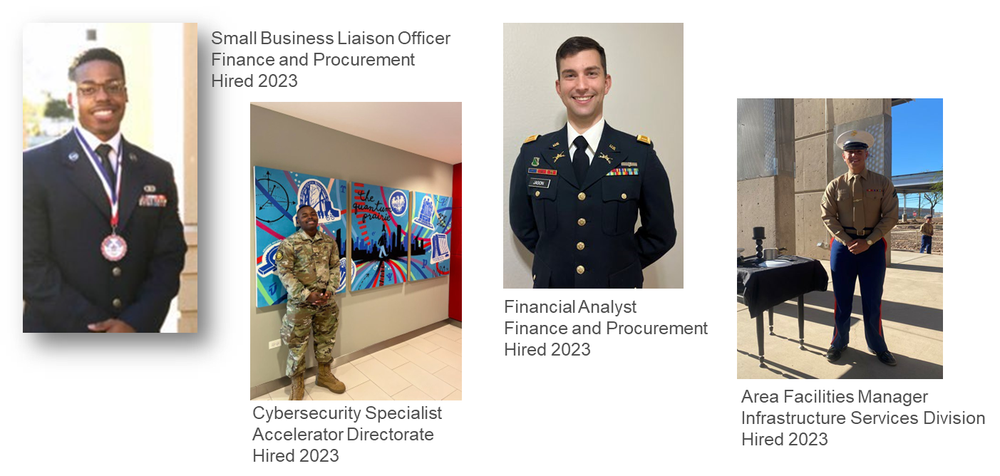 Small Business Liaison Officer
Finance and Procurement
Hired 2023
the
quantum
prairie
Cybersecurity Specialist
Accelerator Directorate
Hired 2023
U.S.
U.S.
JASON
Financial Analyst
Finance and Procurement
Hired 2023
Area Facilities Manager
Infrastructure Services Division
Hired 2023